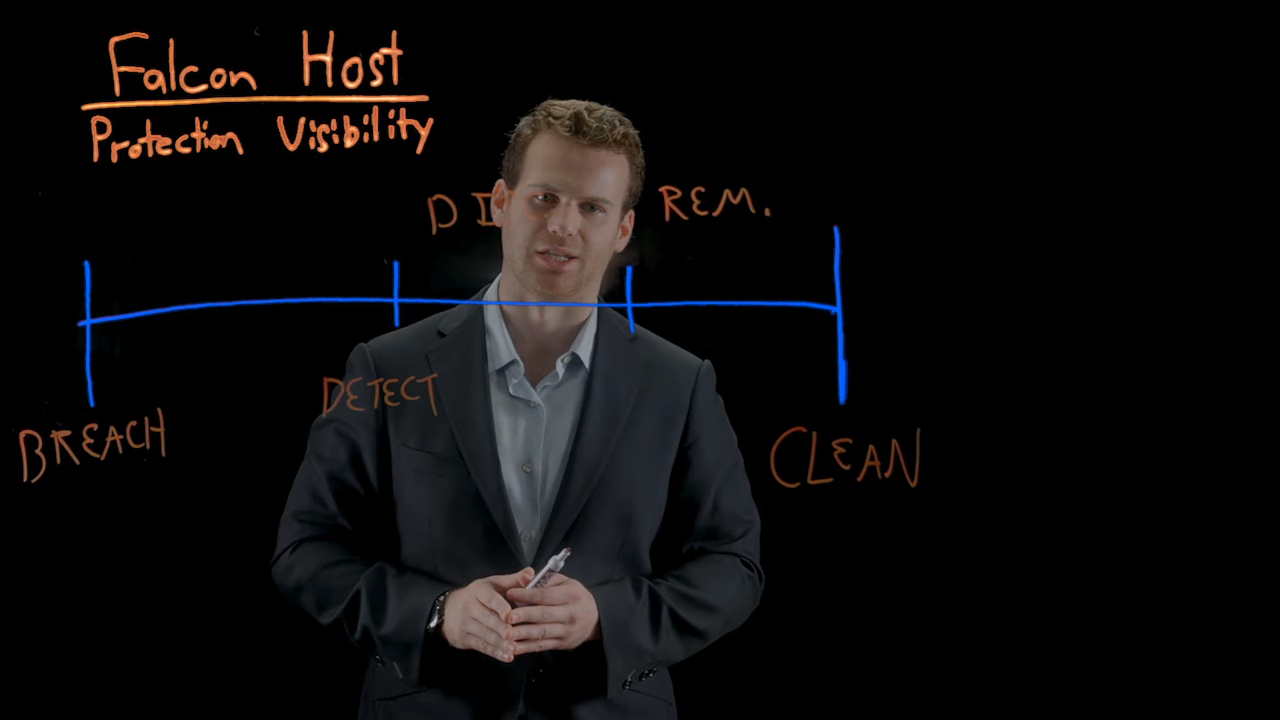 Falcon Host
Protection Visibility
REM.
DETECT
BREACH
CLEAN